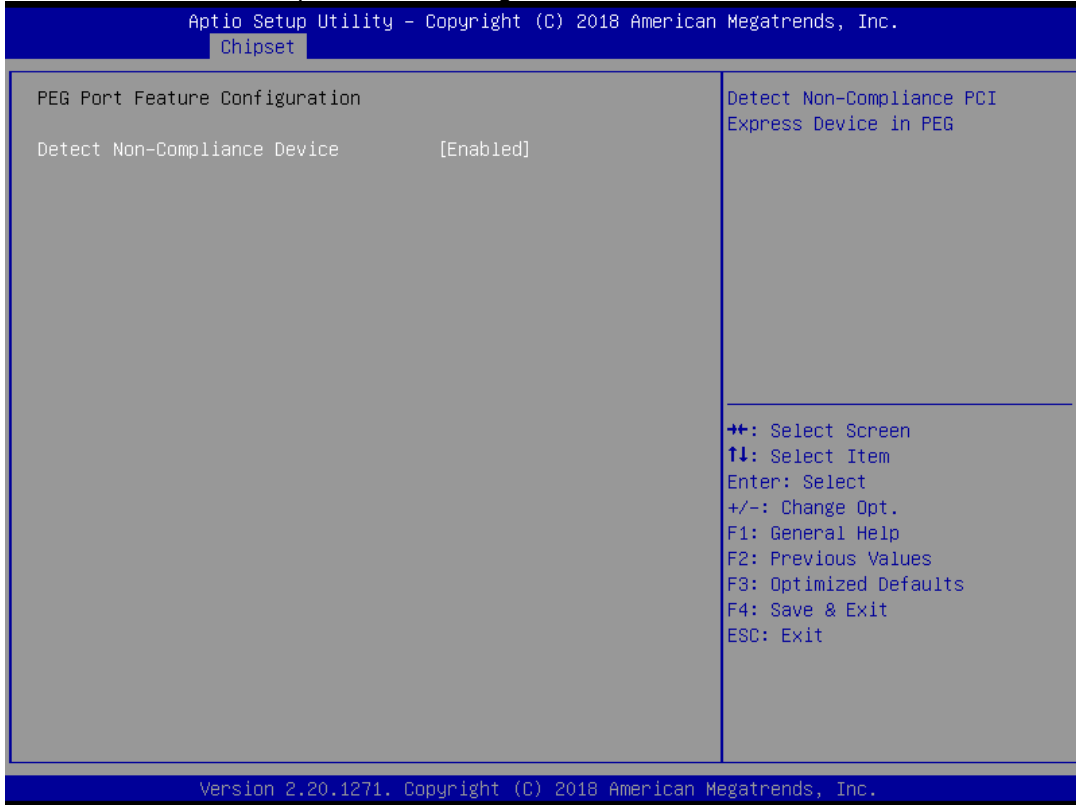 Aptio Setup Utility – Copyright (C) 2018 American Megatrends, Inc.
Chipset
PEG Port Feature Configuration
Detect Non-Compliance Device [Enabled]
Detect Non-Compliance PCI
Express Device in PEG
→←: Select Screen
↑↓: Select Item
Enter: Select
+/-: Change Opt.
F1: General Help
F2: Previous Values
F3: Optimized Defaults
F4: Save & Exit
ESC: Exit
Version 2.20.1271. Copyright (C) 2018 American Megatrends, Inc.